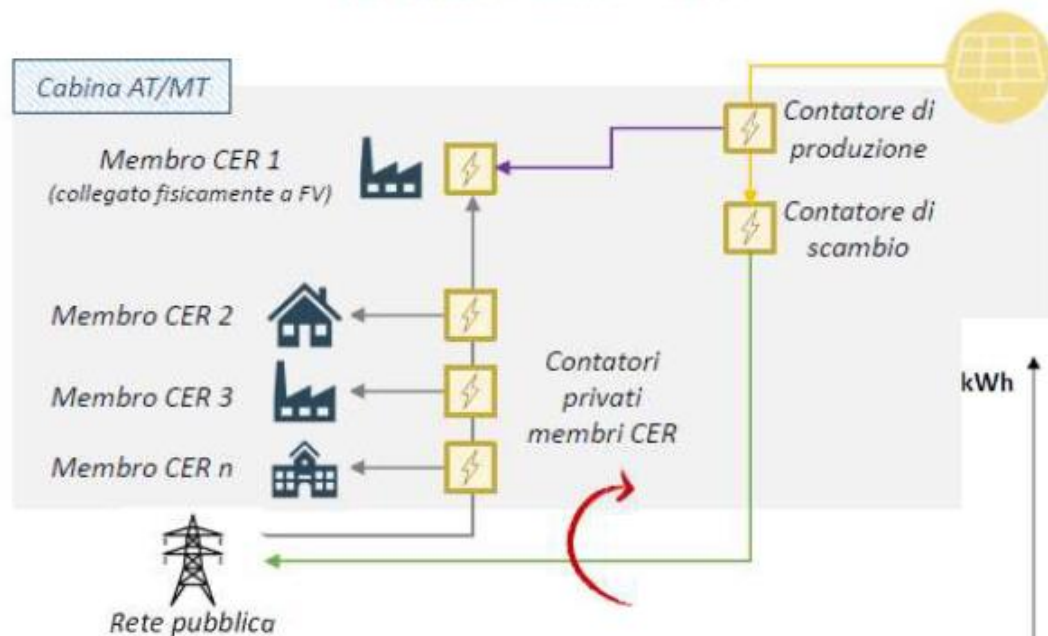 Cabina AT/MT
Contatore di
produzione
Membro CER 1
(collegato fisicamente a FV)
Contatore di
scambio
Membro CER 2
Contatori
privati
membri CER
kWh
Membro CER 3
Membro CER n
Rete pubblica